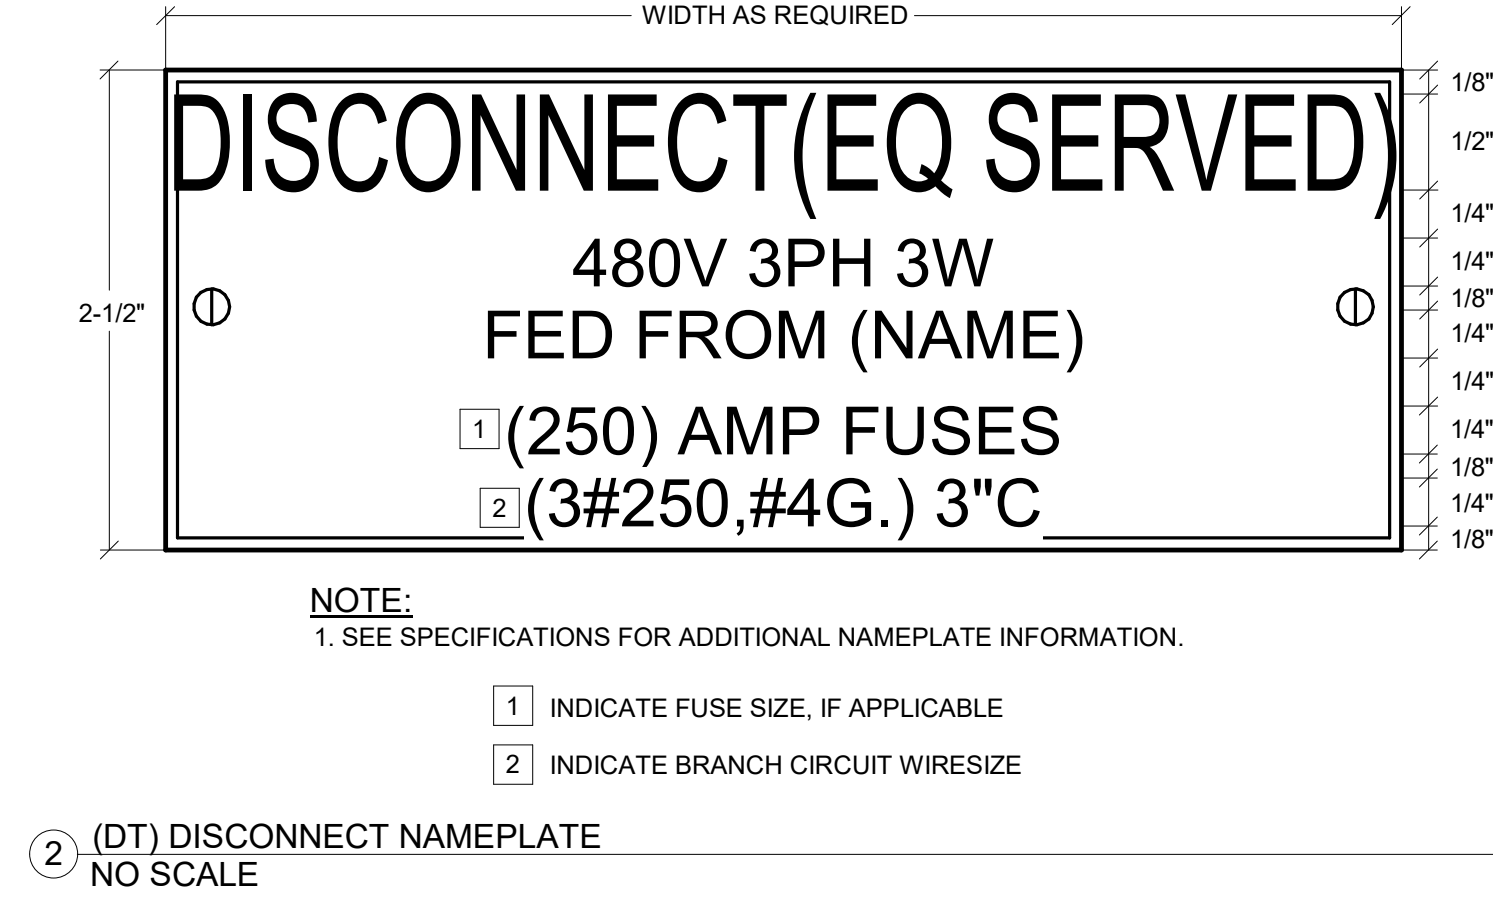 WIDTH AS REQUIRED
DISCONNECT(EQ SERVED)
480V 3PH 3W
FED FROM (NAME)
1 (250) AMP FUSES
2 (3#250,#4G.) 3"C
2-1/2"
1/8"
1/2"
1/4"
1/4"
1/8"
1/4"
1/4"
1/4"
1/8"
1/4"
1/8"
NOTE:
1. SEE SPECIFICATIONS FOR ADDITIONAL NAMEPLATE INFORMATION.
1 INDICATE FUSE SIZE, IF APPLICABLE
2 INDICATE BRANCH CIRCUIT WIRESIZE
2 (DT) DISCONNECT NAMEPLATE
NO SCALE